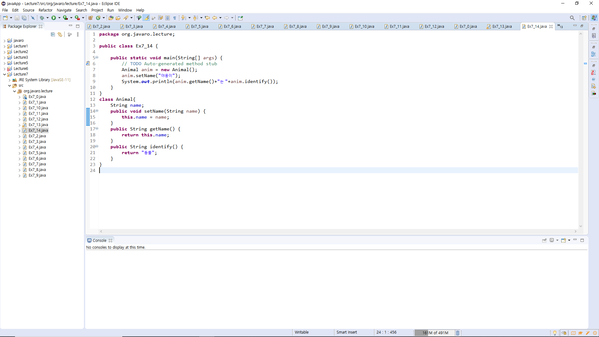 javaApp - Lecture7/src/org/javaro/lecture/Ex7_14.java - Eclipse IDE
File Edit Source Refactor Navigate Search Project Run Window Help
Package Explorer
javaro
Lecture1
Lecture2
Lecture3
Lecture5
Lecture6
Lecture7
JRE System Library
src
org.javaro.lecture
Ex7_0.java
Ex7_1.java
Ex7_10.java
Ex7_11.java
Ex7_12.java
Ex7_13.java
Ex7_14.java
Ex7_2.java
Ex7_3.java
Ex7_4.java
Ex7_5.java
Ex7_6.java
Ex7_7.java
Ex7_8.java
Ex7_9.java
Ex7_2.java Ex7_3.java Ex7_4.java Ex7_5.java Ex7_6.java Ex7_7.java Ex7_8.java Ex7_9.java Ex7_10.java Ex7_11.java Ex7_12.java Ex7_0.java Ex7_13.java Ex7_14.java
1 package org.javaro.lecture;
2
3 public class Ex7_14 {
4
5 public static void main(String[] args) {
6 // TODO Auto-generated method stub
7 Animal anim = new Animal();
8 anim.setName("
9 System.out.println(anim.getName()+"은 "+anim.identify());
10 }
11 }
12 class Animal{
13 String name;
14 public void setName(String name) {
15 this.name = name;
16 }
17 public String getName() {
18 return this.name;
19 }
20 public String identify() {
21 return "동물";
22 }
23 }
24
Console
No consoles to display at this time.
Writable Smart Insert 24 : 1 : 456
of 491M